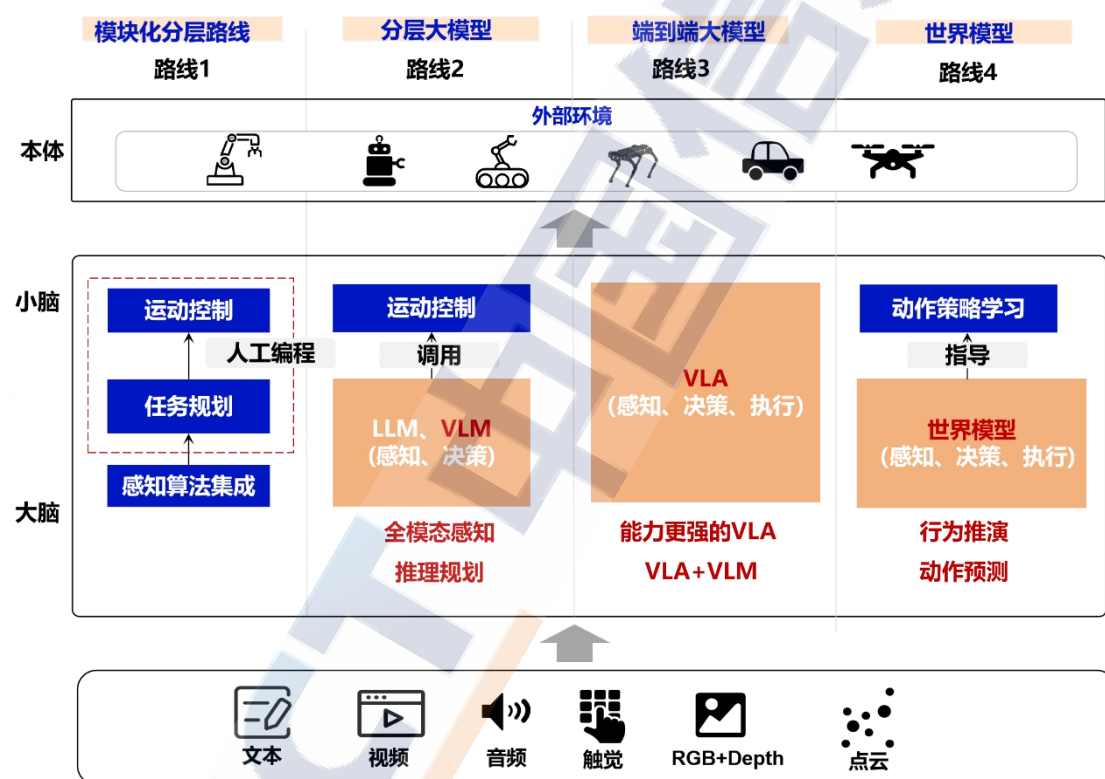 模块化分层路线
分层大模型
端到端大模型
世界模型
路线1
路线2
路线3
路线4
外部环境
本体
小脑
运动控制
运动控制
动作策略学习
人工编程
调用
指导
VLA
(感知、决策、执行)
任务规划
LLM、VLM
(感知、决策)
世界模型
(感知、决策、执行)
感知算法集成
大脑
全模态感知
能力更强的VLA
行为推演
推理规划
VLA+VLM
动作预测
文本
视频
音频
触觉
RGB+Depth
点云